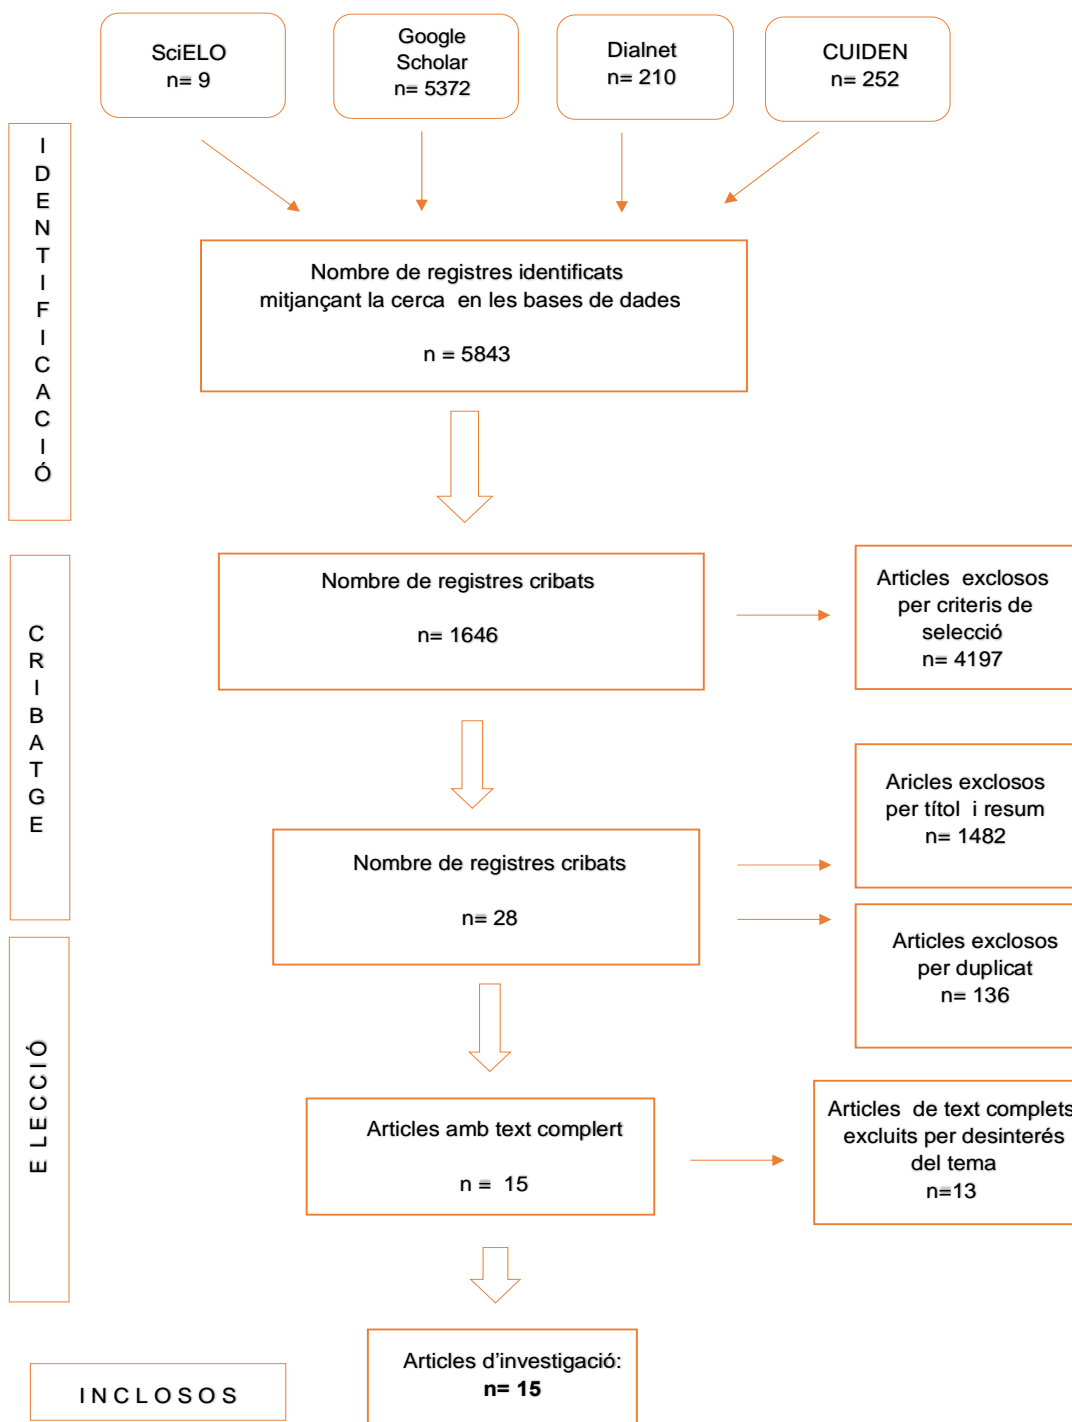 SciELO
n= 9
Google
Scholar
n= 5372
Dialnet
n= 210
CUIDEN
n= 252
IDENTIFICACIÓ
Nombre de registres identificats
mitjançant la cerca en les bases de dades
n = 5843
CRIBATGE
Nombre de registres cribats
n= 1646
Articles exclosos
per criteris de
selecció
n= 4197
Aricles exclosos
per títol i resum
n= 1482
Nombre de registres cribats
n= 28
Articles exclosos
per duplicat
n= 136
E LECCIÓ
Articles amb text complert
n = 15
Articles de text complets
excluits per desinterés
del tema
n=13
Articles d’investigació:
n= 15
INCLOSOS